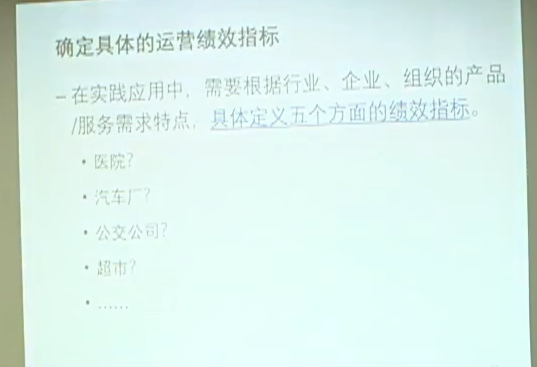 确定具体的运营绩效指标
– 在实践应用中，需要根据行业、企业、组织的产品
/服务需求特点，具体定义五个方面的绩效指标。
• 医院?
• 汽车厂?
• 公交公司?
• 超市?
• ……